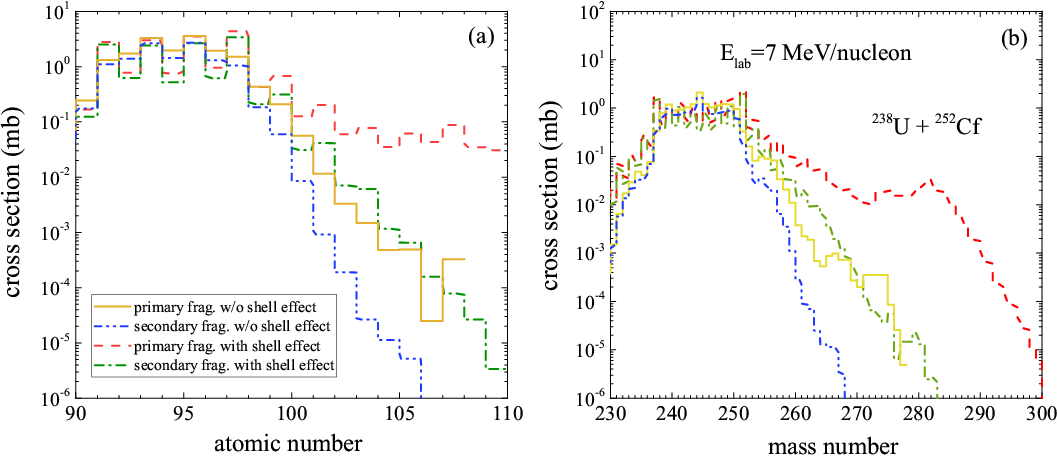 (a)
10²
10¹
10⁰
10⁻¹
10⁻²
10⁻³
10⁻⁴
10⁻⁵
10⁻⁶
cross section (mb)
primary frag. w/o shell effect
secondary frag. w/o shell effect
primary frag. with shell effect
secondary frag. with shell effect
90 95 100 105 110
atomic number
(b)
E_lab=7 MeV/nucleon
²³⁸U + ²⁵²Cf
10²
10¹
10⁰
10⁻¹
10⁻²
10⁻³
10⁻⁴
10⁻⁵
10⁻⁶
cross section (mb)
230 240 250 260 270 280 290 300
mass number